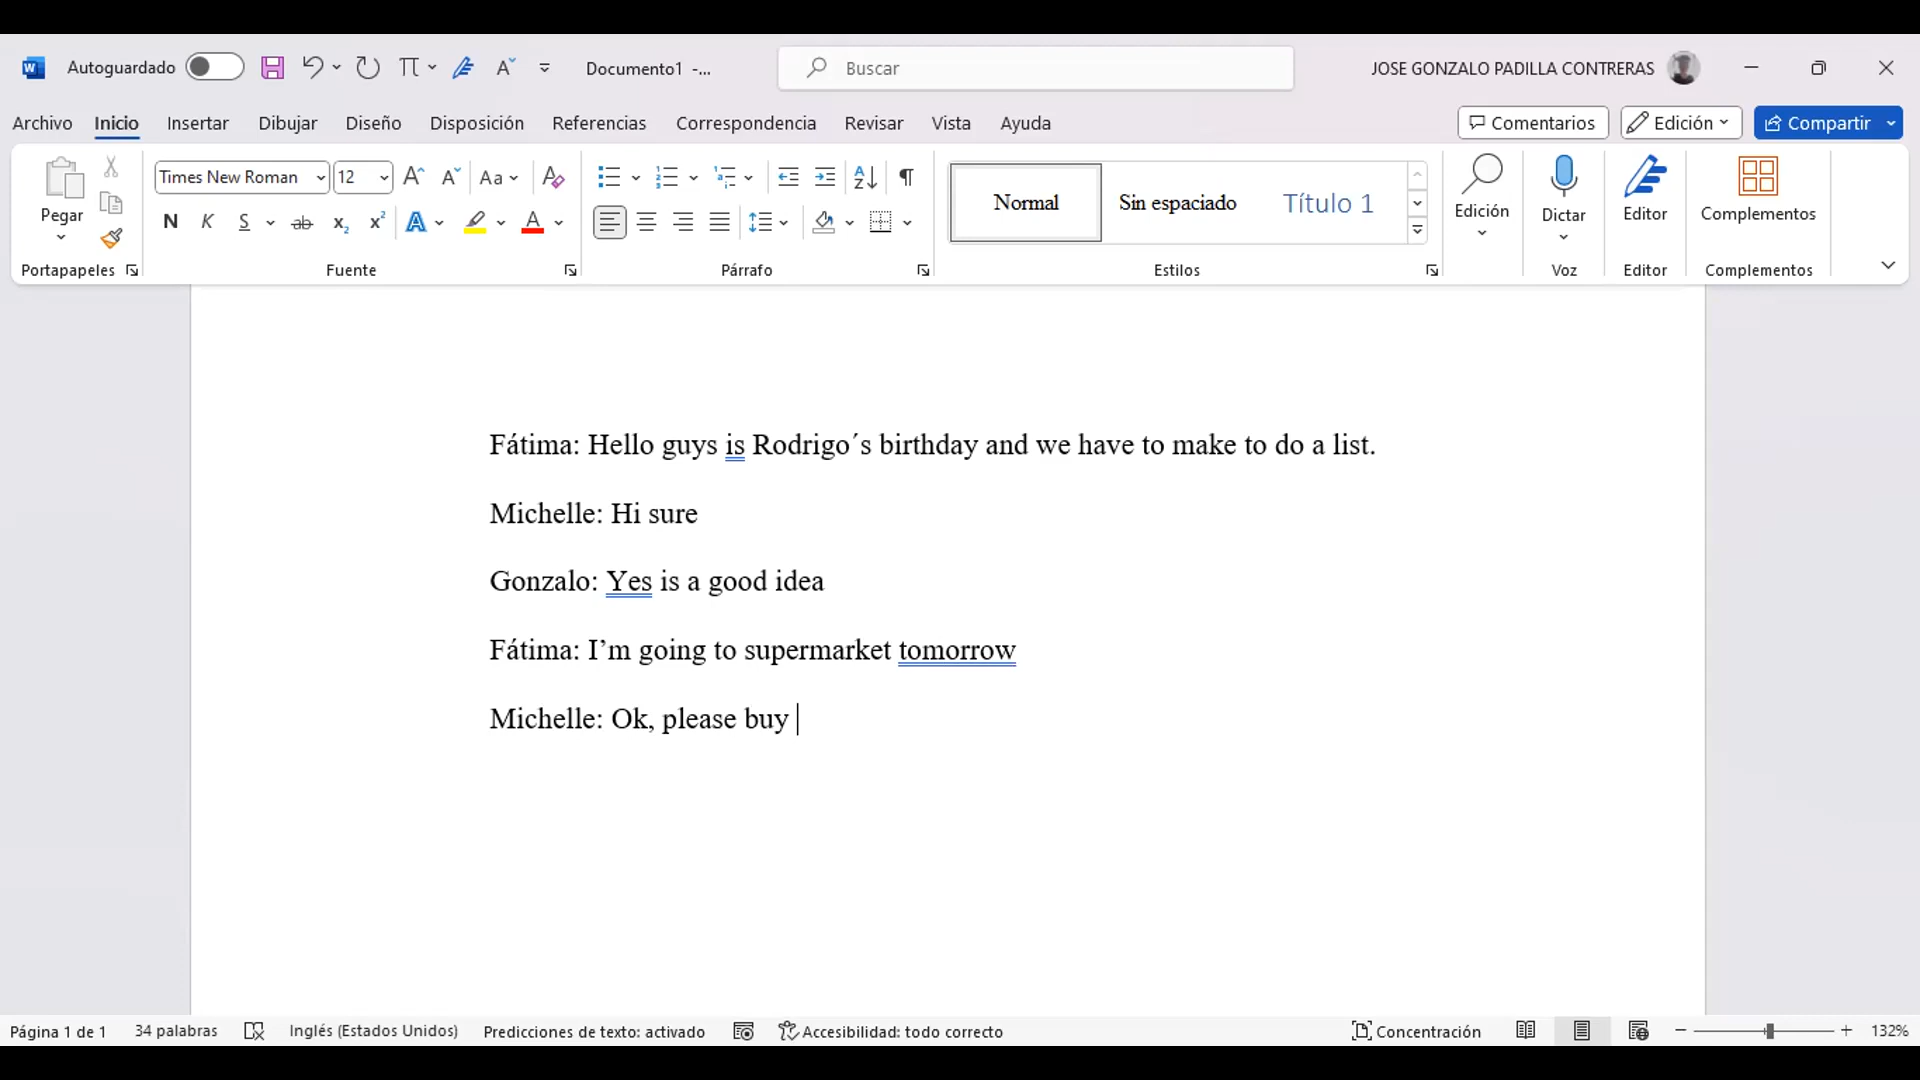 Autoguardado Documento1 -... Buscar JOSE GONZALO PADILLA CONTRERAS
Archivo Inicio Insertar Dibujar Diseño Disposición Referencias Correspondencia Revisar Vista Ayuda Comentarios Edición Compartir
Pegar Times New Roman 12 Aa Normal Sin espaciado Título 1 Edición Dictar Editor Complementos
N K S ab x₂ x² A A
Portapapeles Fuente Párrafo Estilos Voz Editor Complementos
Fátima: Hello guys is Rodrigo´s birthday and we have to make to do a list.
Michelle: Hi sure
Gonzalo: Yes is a good idea
Fátima: I’m going to supermarket tomorrow
Michelle: Ok, please buy
Página 1 de 1 34 palabras Inglés (Estados Unidos) Predicciones de texto: activado Accesibilidad: todo correcto Concentración 132%